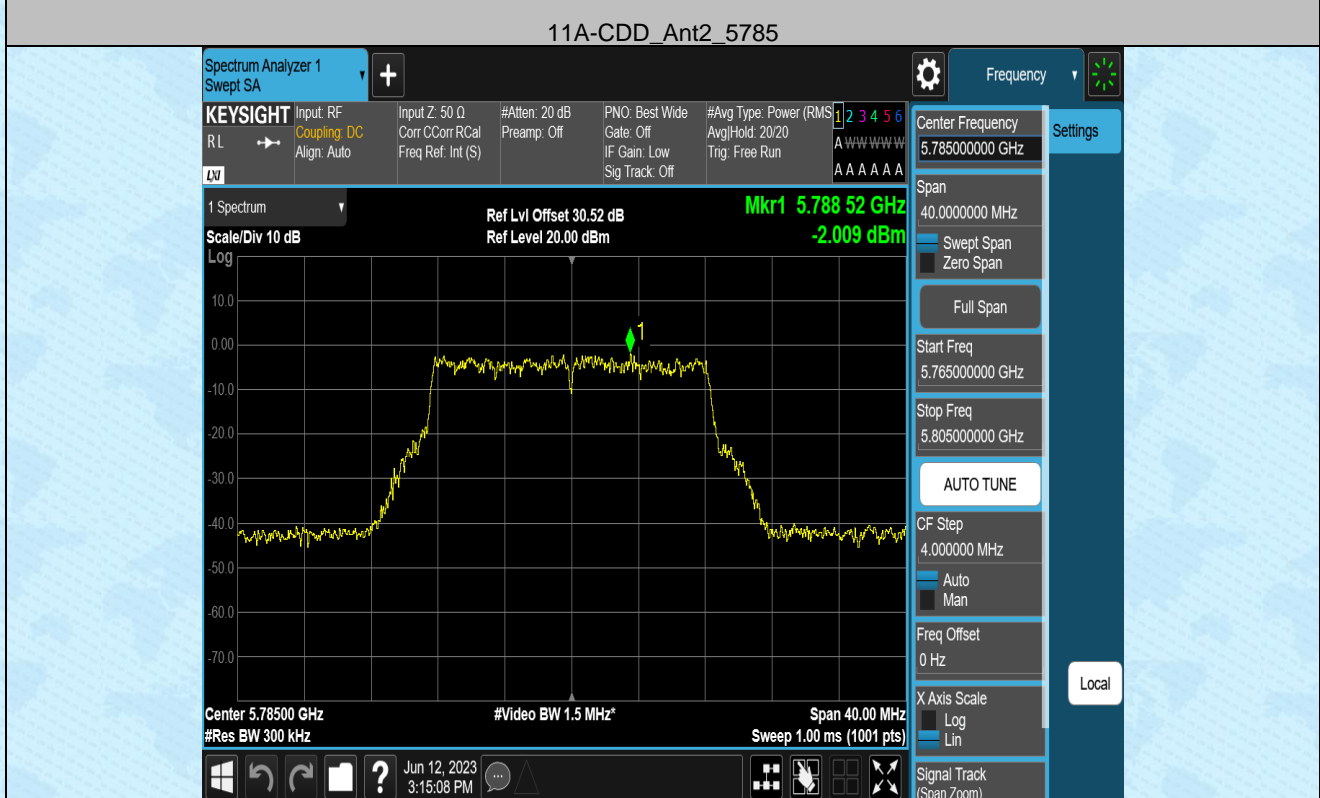 11A-CDD_Ant2_5785
Spectrum Analyzer 1
Swept SA
Frequency
KEYSIGHT
R L
LXI
Input: RF
Coupling: DC
Align: Auto
Input Z: 50 Ω
Corr CCorr RCal
Freq Ref: Int (S)
#Atten: 20 dB
Preamp: Off
PNO: Best Wide
Gate: Off
IF Gain: Low
Sig Track: Off
#Avg Type: Power (RMS
Avg|Hold: 20/20
Trig: Free Run
1 2 3 4 5 6
A W W W W W
A A A A A A
1 Spectrum
Scale/Div 10 dB
Log
Ref Lvl Offset 30.52 dB
Ref Level 20.00 dBm
Mkr1 5.788 52 GHz
-2.009 dBm
1
10.0
0.00
-10.0
-20.0
-30.0
-40.0
-50.0
-60.0
-70.0
Center 5.78500 GHz
#Res BW 300 kHz
#Video BW 1.5 MHz*
Span 40.00 MHz
Sweep 1.00 ms (1001 pts)
Jun 12, 2023
3:15:08 PM
Center Frequency
5.785000000 GHz
Span
40.0000000 MHz
Swept Span
Zero Span
Full Span
Start Freq
5.765000000 GHz
Stop Freq
5.805000000 GHz
AUTO TUNE
CF Step
4.000000 MHz
Auto
Man
Freq Offset
0 Hz
X Axis Scale
Log
Lin
Signal Track
(Span Zoom)
Settings
Local